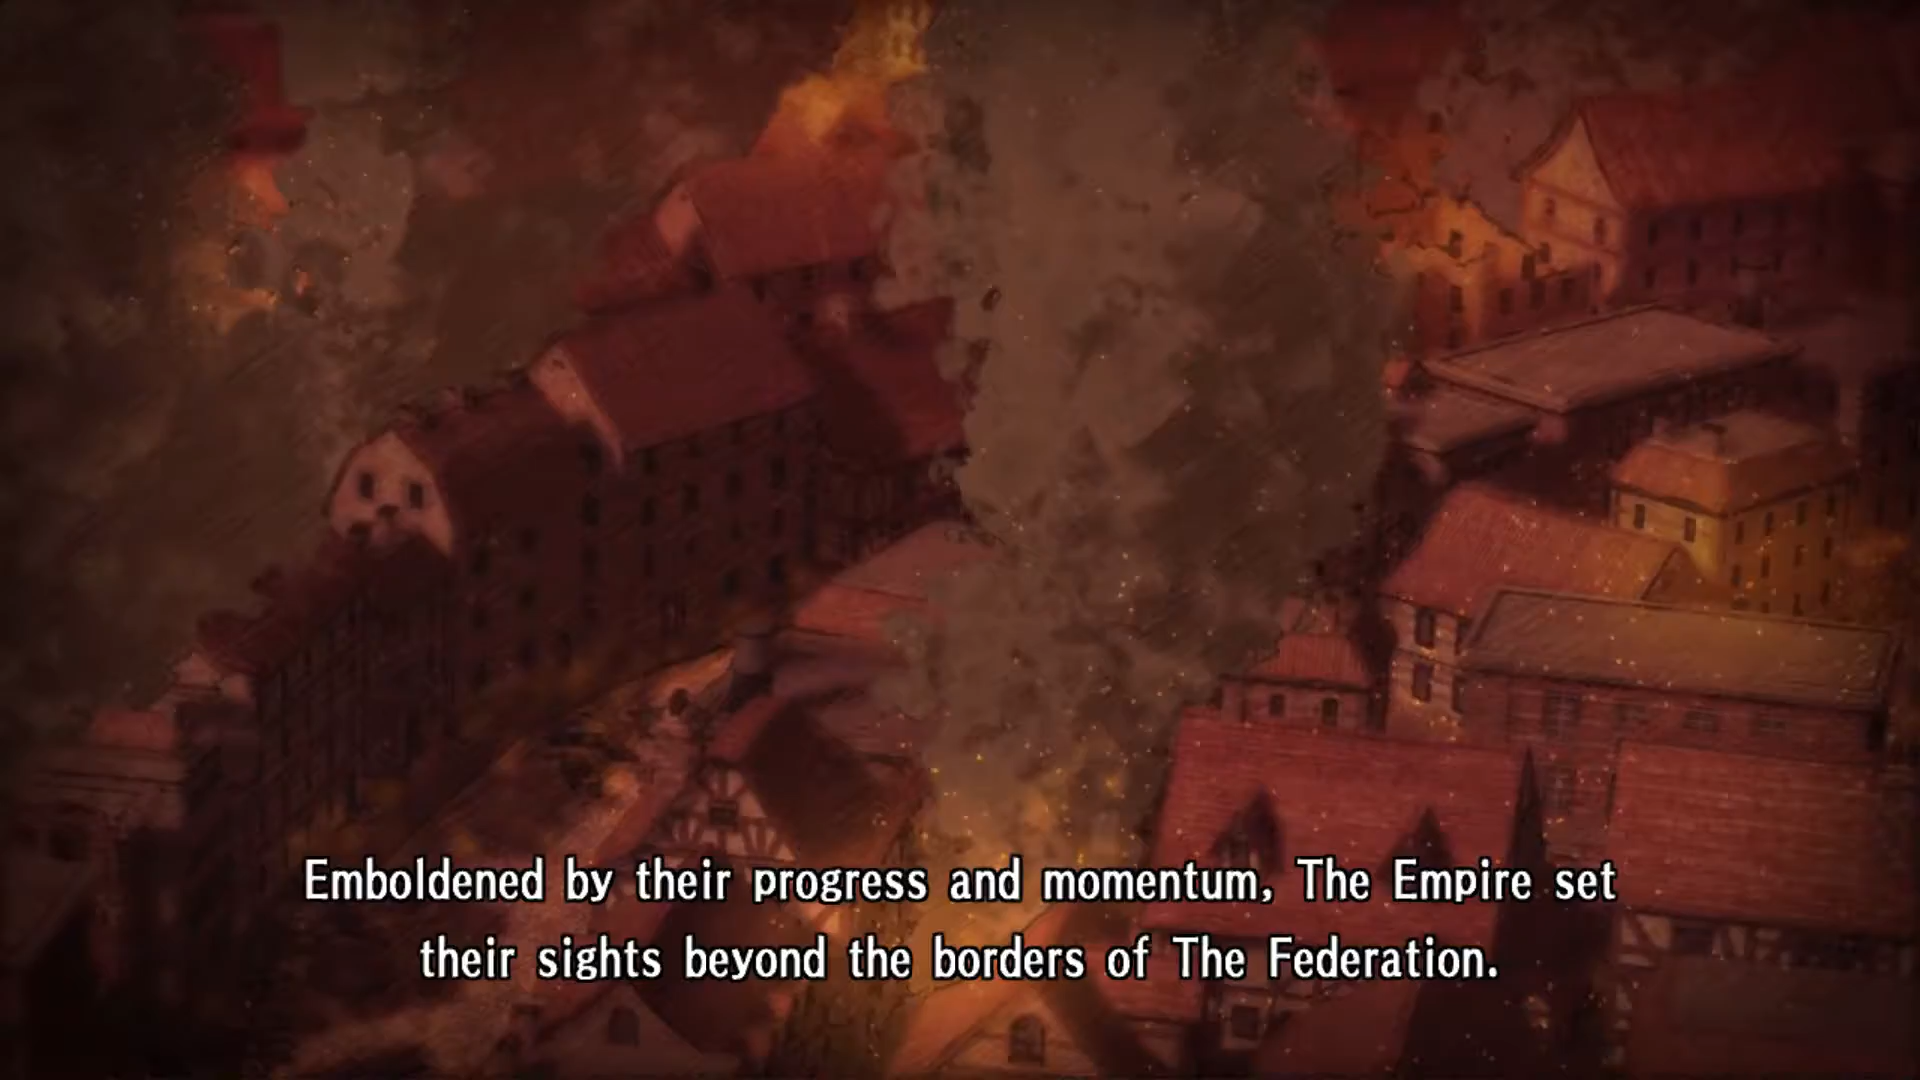 Emboldened by their progress and momentum, The Empire set
their sights beyond the borders of The Federation.